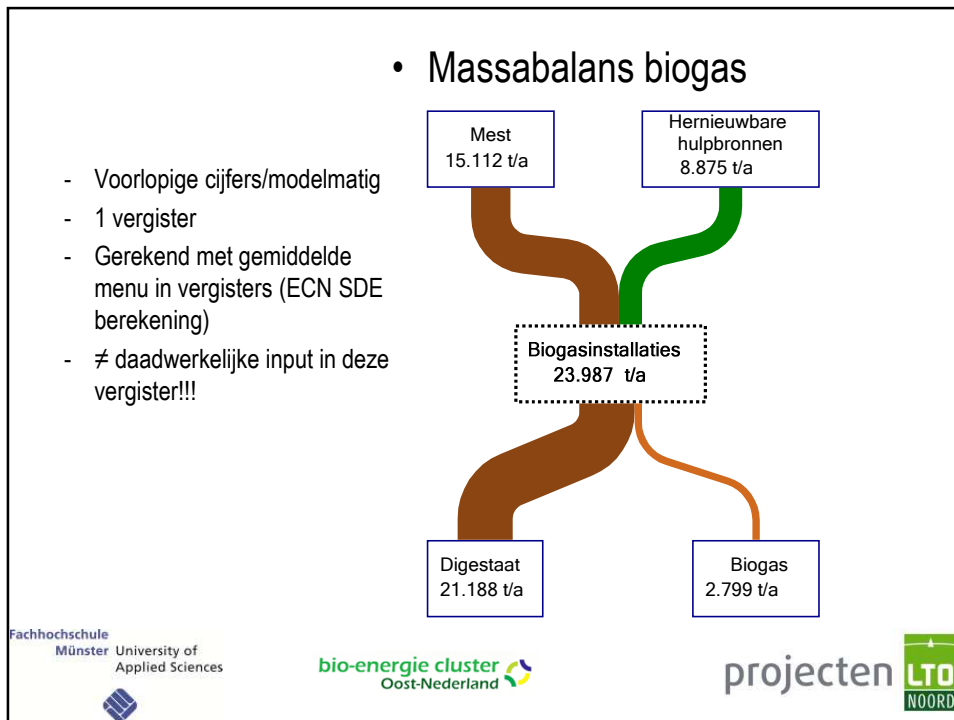 • Massabalans biogas
- Voorlopige cijfers/modelmatig
- 1 vergister
- Gerekend met gemiddelde
menu in vergisters (ECN SDE
berekening)
- ≠ daadwerkelijke input in deze
vergister!!!
Mest
15.112 t/a
Hernieuwbare
hulpbronnen
8.875 t/a
Biogasinstallaties
23.987 t/a
Digestaat
21.188 t/a
Biogas
2.799 t/a
Fachhochschule
Münster University of
Applied Sciences
bio-energie cluster
Oost-Nederland
projecten
LTO
NOORD